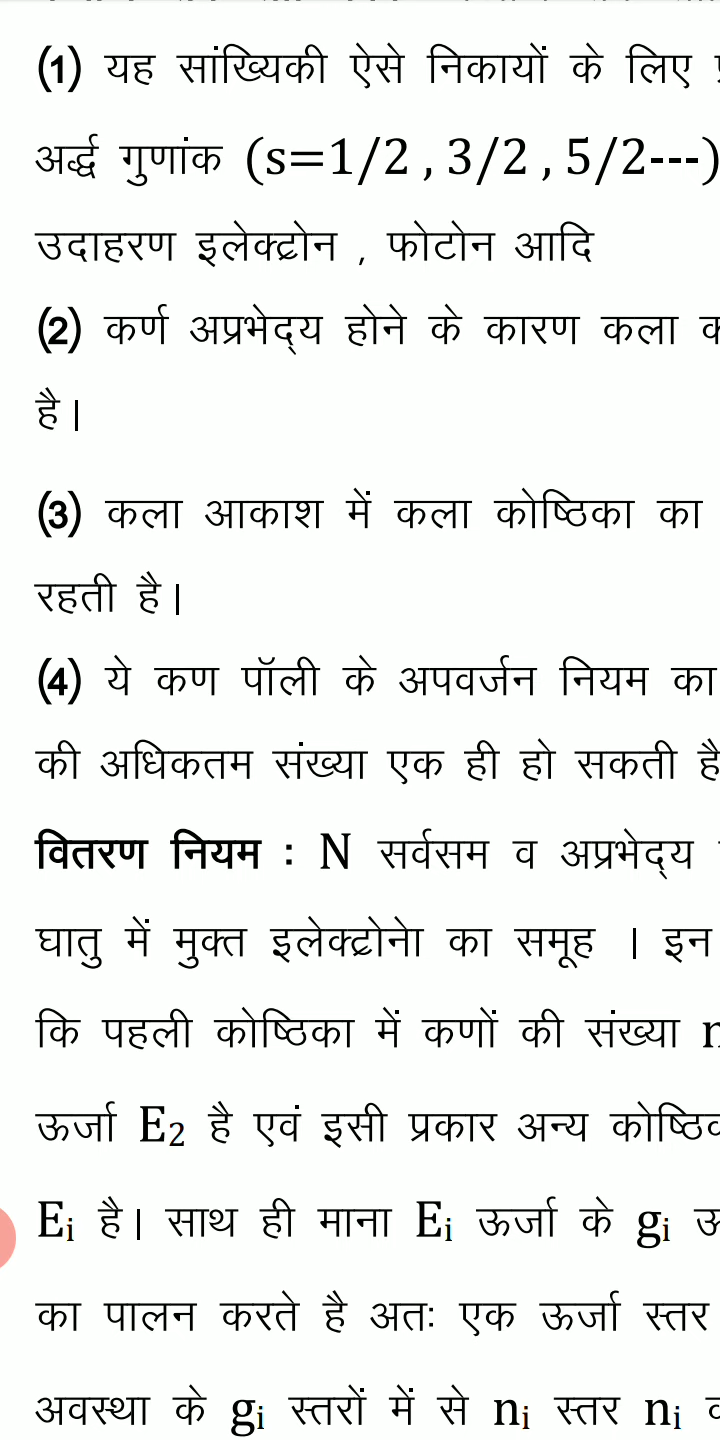 (1) यह सांख्यिकी ऐसे निकायों के लिए
अर्द्ध गुणांक (s=1/2 , 3/2 , 5/2---)
उदाहरण इलेक्ट्रोन , फोटोन आदि
(2) कर्ण अप्रभेद्य होने के कारण कला
है।
(3) कला आकाश में कला कोष्ठिका का
रहती है।
(4) ये कण पॉली के अपवर्जन नियम का
की अधिकतम संख्या एक ही हो सकती है
वितरण नियम : N सर्वसम व अप्रभेद्य
घातु में मुक्त इलेक्ट्रोनेा का समूह । इन
कि पहली कोष्ठिका में कणों की संख्या n
ऊर्जा E₂ है एवं इसी प्रकार अन्य
Eᵢ है। साथ ही माना Eᵢ ऊर्जा के gᵢ
का पालन करते है अतः एक ऊर्जा स्तर
अवस्था के gᵢ स्तरों में से nᵢ स्तर nᵢ